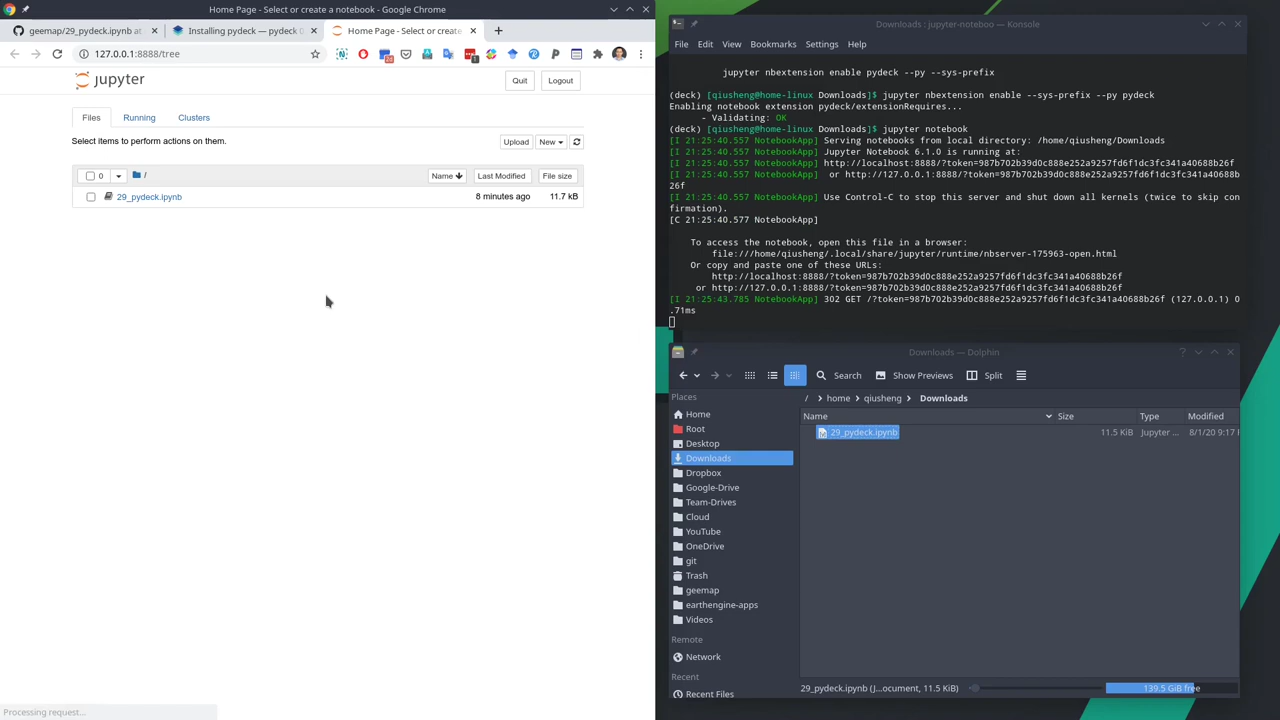 Home Page - Select or create a notebook - Google Chrome
geemap/29_pydeck.ipynb at
Installing pydeck — pydeck 0.
Home Page - Select or create
127.0.0.1:8888/tree
jupyter
Quit
Logout
Files
Running
Clusters
Select items to perform actions on them.
Upload
New
0
/
Name
Last Modified
File size
29_pydeck.ipynb
8 minutes ago
11.7 kB
Processing request...
Downloads : jupyter-noteboo — Konsole
File Edit View Bookmarks Settings Help
jupyter nbextension enable pydeck --py --sys-prefix
(deck) [qiusheng@home-linux Downloads]$ jupyter nbextension enable --sys-prefix --py pydeck
Enabling notebook extension pydeck/extensionRequires...
- Validating: OK
(deck) [qiusheng@home-linux Downloads]$ jupyter notebook
[I 21:25:40.557 NotebookApp] Serving notebooks from local directory: /home/qiusheng/Downloads
[I 21:25:40.557 NotebookApp] Jupyter Notebook 6.1.0 is running at:
[I 21:25:40.557 NotebookApp] http://localhost:8888/?token=987b702b39d0c888e252a9257fd6f1dc3fc341a40688b26f
[I 21:25:40.557 NotebookApp]  or http://127.0.0.1:8888/?token=987b702b39d0c888e252a9257fd6f1dc3fc341a40688b
26f
[I 21:25:40.557 NotebookApp] Use Control-C to stop this server and shut down all kernels (twice to skip con
firmation).
[C 21:25:40.577 NotebookApp]
To access the notebook, open this file in a browser:
file:///home/qiusheng/.local/share/jupyter/runtime/nbserver-175963-open.html
Or copy and paste one of these URLs:
http://localhost:8888/?token=987b702b39d0c888e252a9257fd6f1dc3fc341a40688b26f
or http://127.0.0.1:8888/?token=987b702b39d0c888e252a9257fd6f1dc3fc341a40688b26f
[I 21:25:43.785 NotebookApp] 302 GET /?token=987b702b39d0c888e252a9257fd6f1dc3fc341a40688b26f (127.0.0.1) 0
.71ms
Downloads — Dolphin
Search
Show Previews
Split
Places
/ > home > qiusheng > Downloads
Name
Size
Type
Modified
29_pydeck.ipynb
11.5 KiB
Jupyter ...
8/1/20 9:17
Home
Root
Desktop
Downloads
Dropbox
Google-Drive
Team-Drives
Cloud
YouTube
OneDrive
git
Trash
geemap
earthengine-apps
Videos
Remote
Network
Recent
Recent Files
29_pydeck.ipynb (J...ocument, 11.5 KiB)
139.5 GiB free